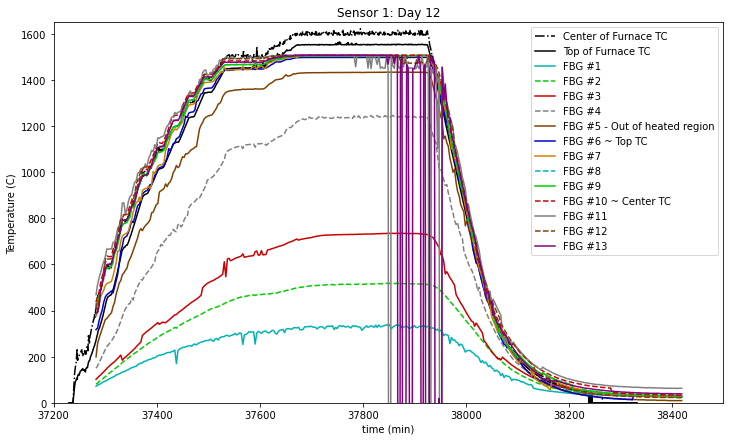 Sensor 1: Day 12
Temperature (C)
1600
1400
1200
1000
800
600
400
200
0
37200
37400
37600
37800
38000
38200
38400
time (min)
Center of Furnace TC
Top of Furnace TC
FBG #1
FBG #2
FBG #3
FBG #4
FBG #5 - Out of heated region
FBG #6 ~ Top TC
FBG #7
FBG #8
FBG #9
FBG #10 ~ Center TC
FBG #11
FBG #12
FBG #13